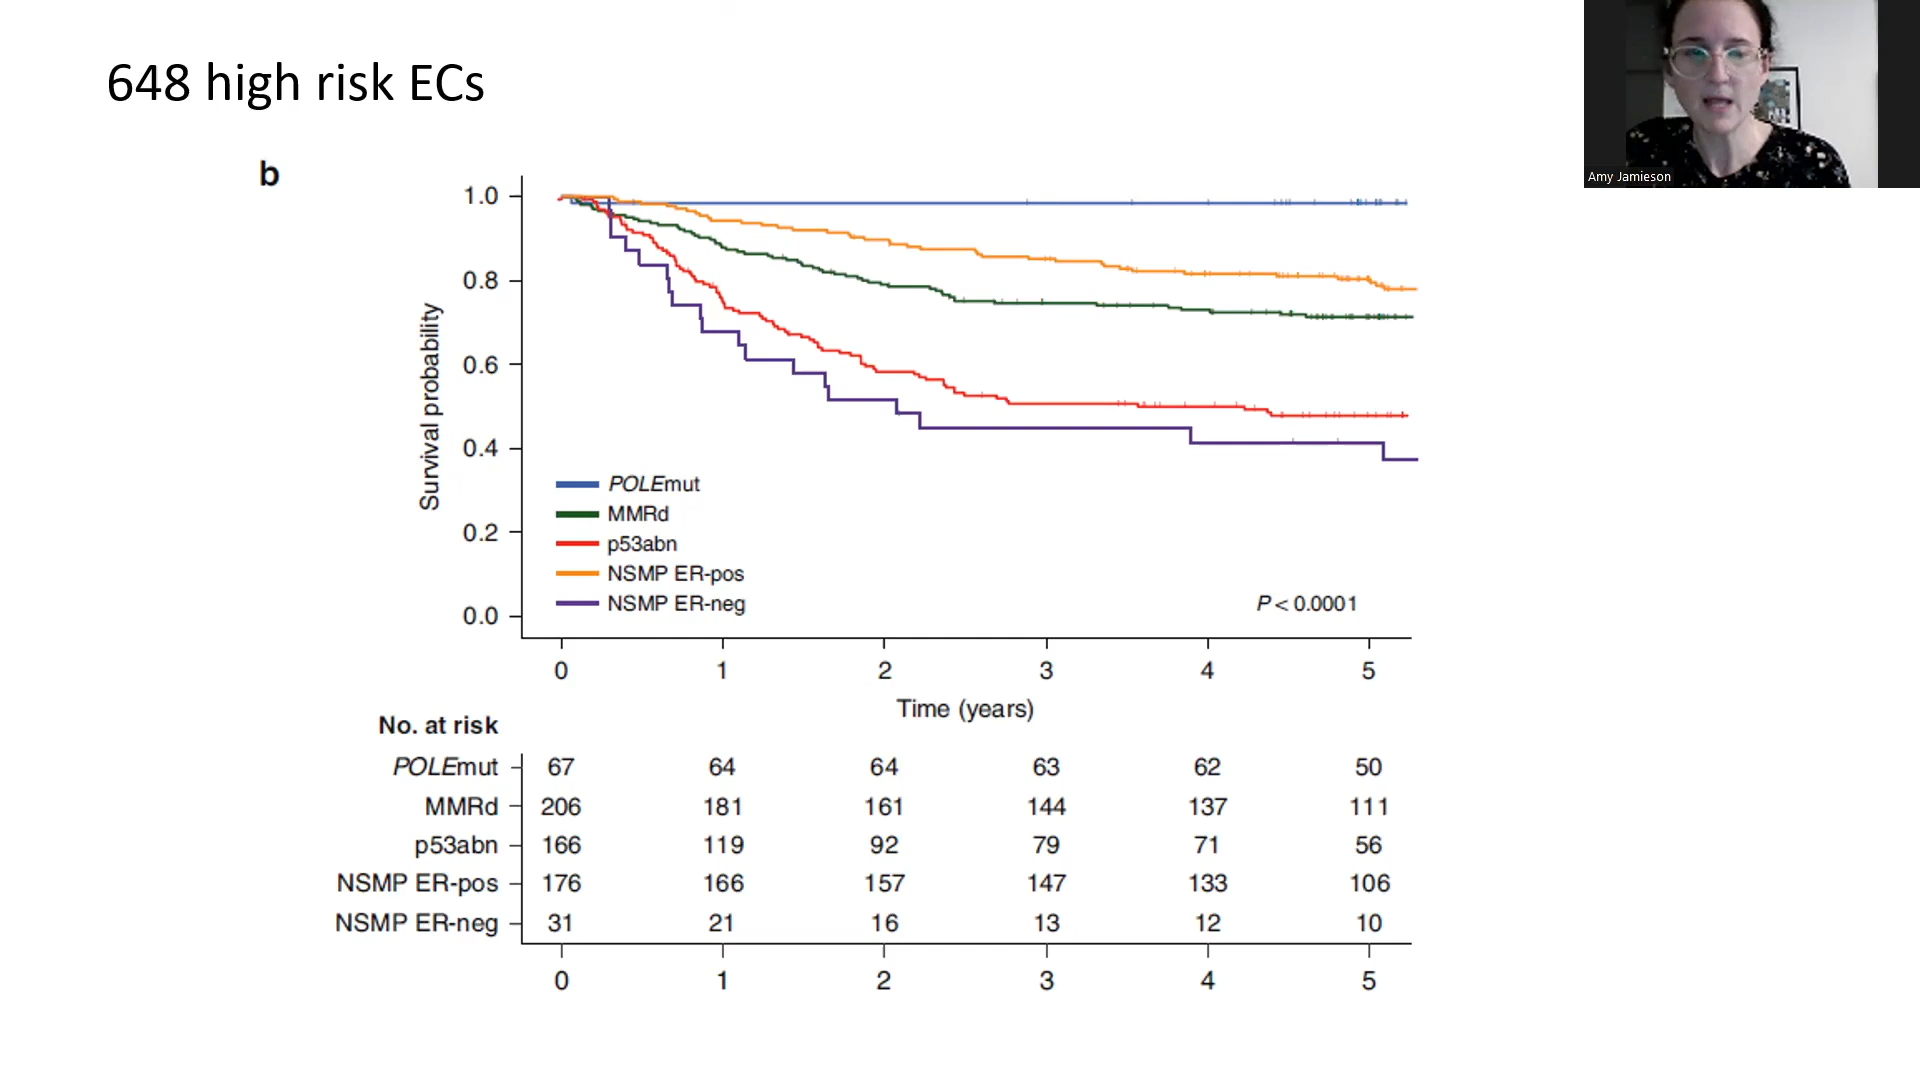 648 high risk ECs
Amy Jamieson
b
Survival probability
1.0
0.8
0.6
0.4
0.2
0.0
POLEmut
MMRd
p53abn
NSMP ER-pos
NSMP ER-neg
P < 0.0001
0 1 2 3 4 5
Time (years)
No. at risk
POLEmut 67 64 64 63 62 50
MMRd 206 181 161 144 137 111
p53abn 166 119 92 79 71 56
NSMP ER-pos 176 166 157 147 133 106
NSMP ER-neg 31 21 16 13 12 10
0 1 2 3 4 5